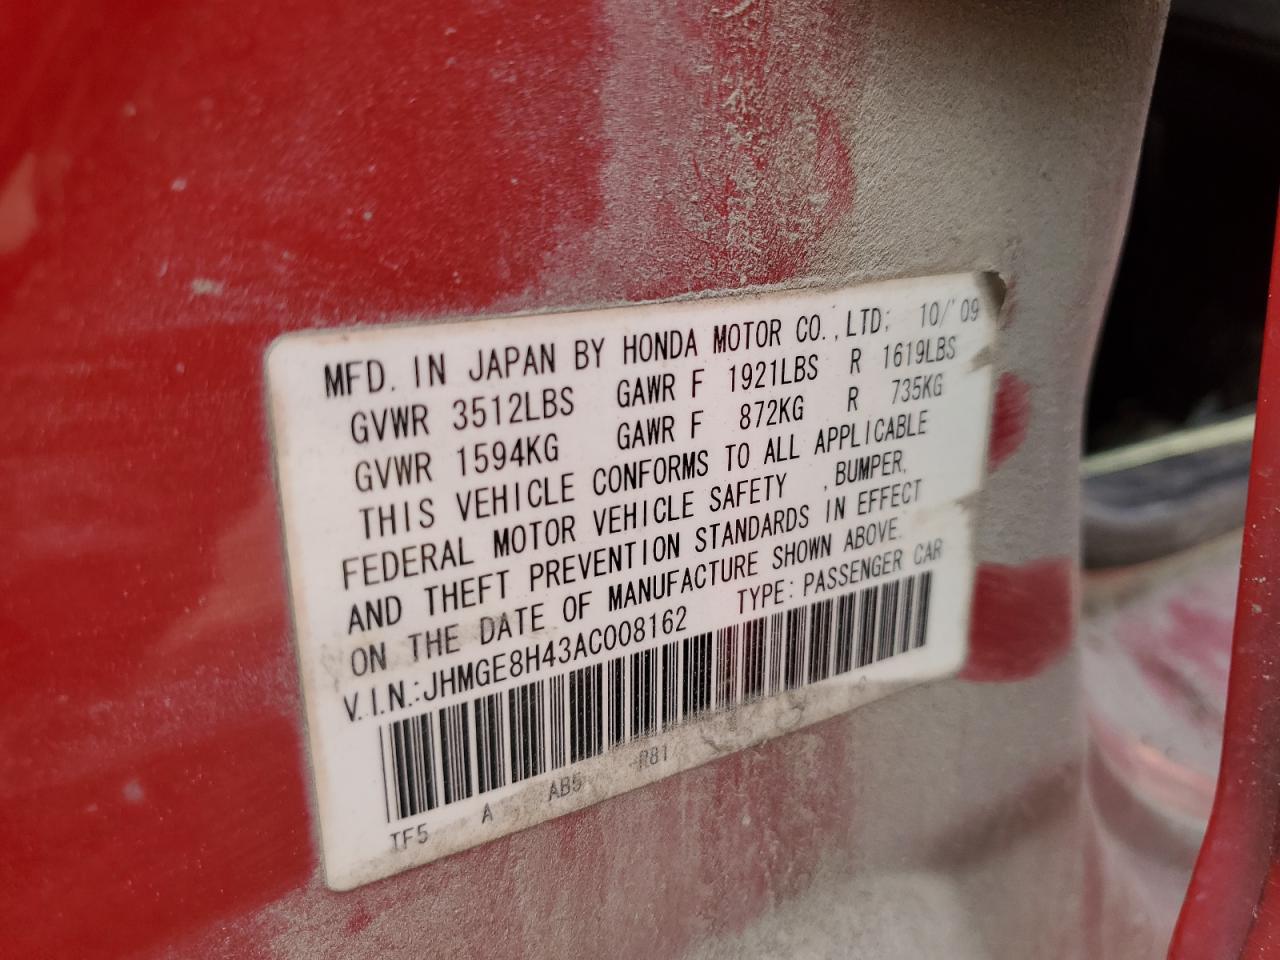 MFD. IN JAPAN BY HONDA MOTOR CO.,LTD. 10/'09
GVWR 3512LBS GAWR F 1921LBS R 1619LBS
GVWR 1594KG GAWR F 872KG R 735KG
THIS VEHICLE CONFORMS TO ALL APPLICABLE
FEDERAL MOTOR VEHICLE SAFETY ,BUMPER,
AND THEFT PREVENTION STANDARDS IN EFFECT
ON THE DATE OF MANUFACTURE SHOWN ABOVE.
V.I.N.:JHMGE8H43AC008162 TYPE:PASSENGER CAR
TF5 A AB5 R81